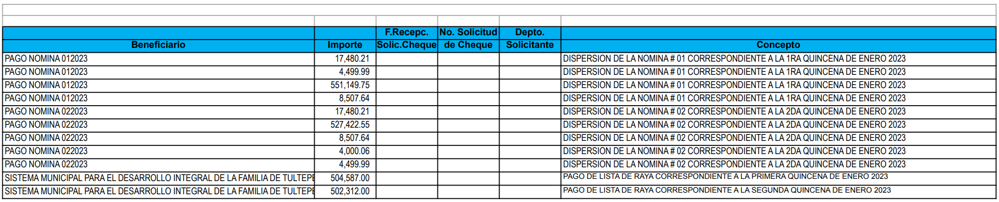 F.Recepc. No. Solicitud Depto.
Beneficiario Importe Solic.Cheque de Cheque Solicitante Concepto
PAGO NOMINA 012023 17,480.21 DISPERSION DE LA NOMINA # 01 CORRESPONDIENTE A LA 1RA QUINCENA DE ENERO 2023
PAGO NOMINA 012023 4,499.99 DISPERSION DE LA NOMINA # 01 CORRESPONDIENTE A LA 1RA QUINCENA DE ENERO 2023
PAGO NOMINA 012023 551,149.75 DISPERSION DE LA NOMINA # 01 CORRESPONDIENTE A LA 1RA QUINCENA DE ENERO 2023
PAGO NOMINA 012023 8,507.64 DISPERSION DE LA NOMINA # 01 CORRESPONDIENTE A LA 1RA QUINCENA DE ENERO 2023
PAGO NOMINA 022023 17,480.21 DISPERSION DE LA NOMINA # 02 CORRESPONDIENTE A LA 2DA QUINCENA DE ENERO 2023
PAGO NOMINA 022023 527,422.55 DISPERSION DE LA NOMINA # 02 CORRESPONDIENTE A LA 2DA QUINCENA DE ENERO 2023
PAGO NOMINA 022023 8,507.64 DISPERSION DE LA NOMINA # 02 CORRESPONDIENTE A LA 2DA QUINCENA DE ENERO 2023
PAGO NOMINA 022023 4,000.06 DISPERSION DE LA NOMINA # 02 CORRESPONDIENTE A LA 2DA QUINCENA DE ENERO 2023
PAGO NOMINA 022023 4,499.99 DISPERSION DE LA NOMINA # 02 CORRESPONDIENTE A LA 2DA QUINCENA DE ENERO 2023
SISTEMA MUNICIPAL PARA EL DESARROLLO INTEGRAL DE LA FAMILIA DE TULTEPE 504,587.00 PAGO DE LISTA DE RAYA CORRESPONDIENTE A LA PRIMERA QUINCENA DE ENERO 2023
SISTEMA MUNICIPAL PARA EL DESARROLLO INTEGRAL DE LA FAMILIA DE TULTEPE 502,312.00 PAGO DE LISTA DE RAYA CORRESPONDIENTE A LA SEGUNDA QUINCENA DE ENERO 2023